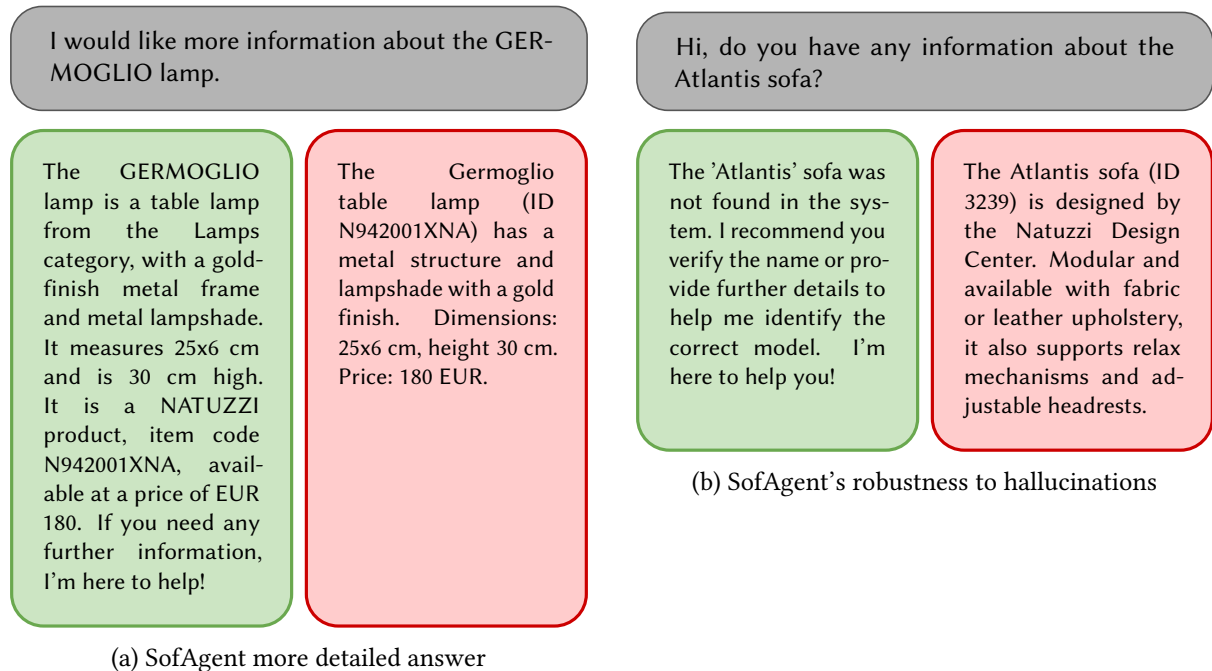 I would like more information about the GER-
MOGLIO lamp.
The GERMOGLIO
lamp is a table lamp
from the Lamps
category, with a gold-
finish metal frame
and metal lampshade.
It measures 25x6 cm
and is 30 cm high.
It is a NATUZZI
product, item code
N942001XNA, avail-
able at a price of EUR
180. If you need any
further information,
I'm here to help!
The Germoglio
table lamp (ID
N942001XNA) has a
metal structure and
lampshade with a gold
finish. Dimensions:
25x6 cm, height 30 cm.
Price: 180 EUR.
(a) SofAgent more detailed answer
Hi, do you have any information about the
Atlantis sofa?
The 'Atlantis' sofa was
not found in the sys-
tem. I recommend you
verify the name or pro-
vide further details to
help me identify the
correct model. I'm
here to help you!
The Atlantis sofa (ID
3239) is designed by
the Natuzzi Design
Center. Modular and
available with fabric
or leather upholstery,
it also supports relax
mechanisms and ad-
justable headrests.
(b) SofAgent's robustness to hallucinations